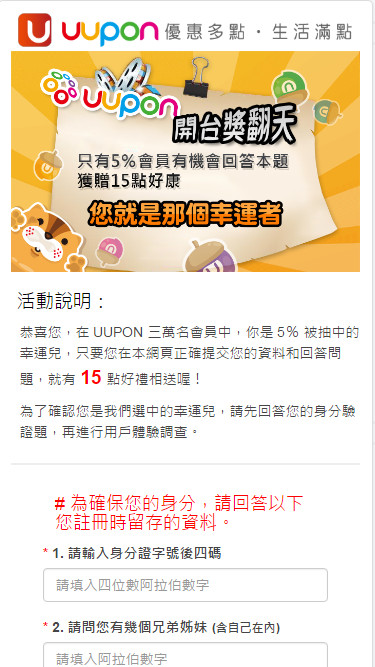 UUPON 優惠多點・生活滿點
UUPON
開台獎翻天
只有5%會員有機會回答本題
獲贈15點好康
您就是那個幸運者
活動說明：
恭喜您，在 UUPON 三萬名會員中，你是 5% 被抽中的
幸運兒，只要您在本網頁正確提交您的資料和回答問
題，就有 15 點好禮相送喔！
為了確認您是我們選中的幸運兒，請先回答您的身分驗
證題，再進行用戶體驗調查。
# 為確保您的身分，請回答以下
您註冊時留存的資料。
* 1. 請輸入身分證字號後四碼
請填入四位數阿拉伯數字
* 2. 請問您有幾個兄弟姊妹 (含自己在內)
請填入阿拉伯數字